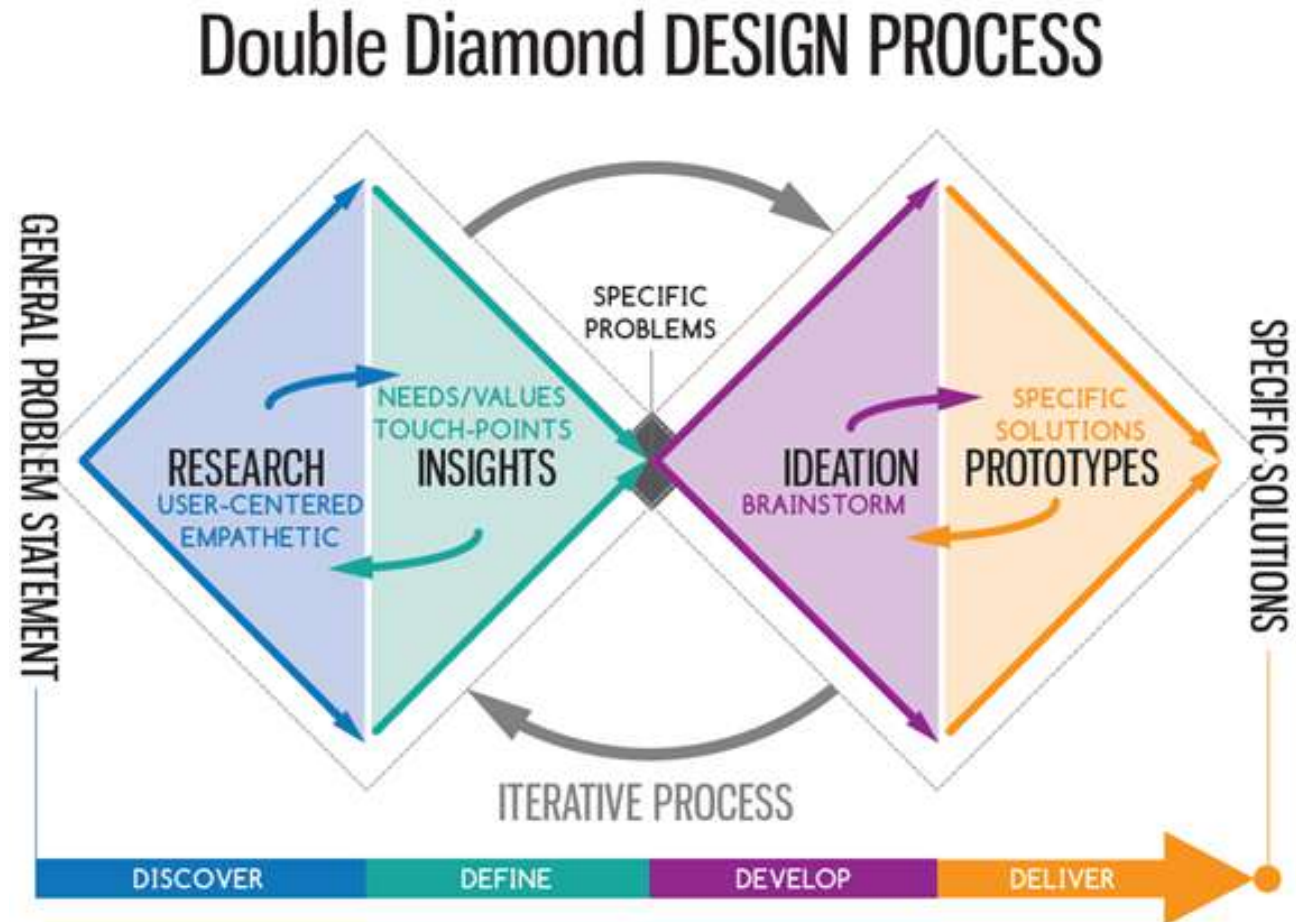 Double Diamond DESIGN PROCESS
GENERAL PROBLEM STATEMENT
SPECIFIC
PROBLEMS
RESEARCH
USER-CENTERED
EMPATHETIC
NEEDS/VALUES
TOUCH-POINTS
INSIGHTS
IDEATION
BRAINSTORM
SPECIFIC
SOLUTIONS
PROTOTYPES
SPECIFIC SOLUTIONS
ITERATIVE PROCESS
DISCOVER
DEFINE
DEVELOP
DELIVER